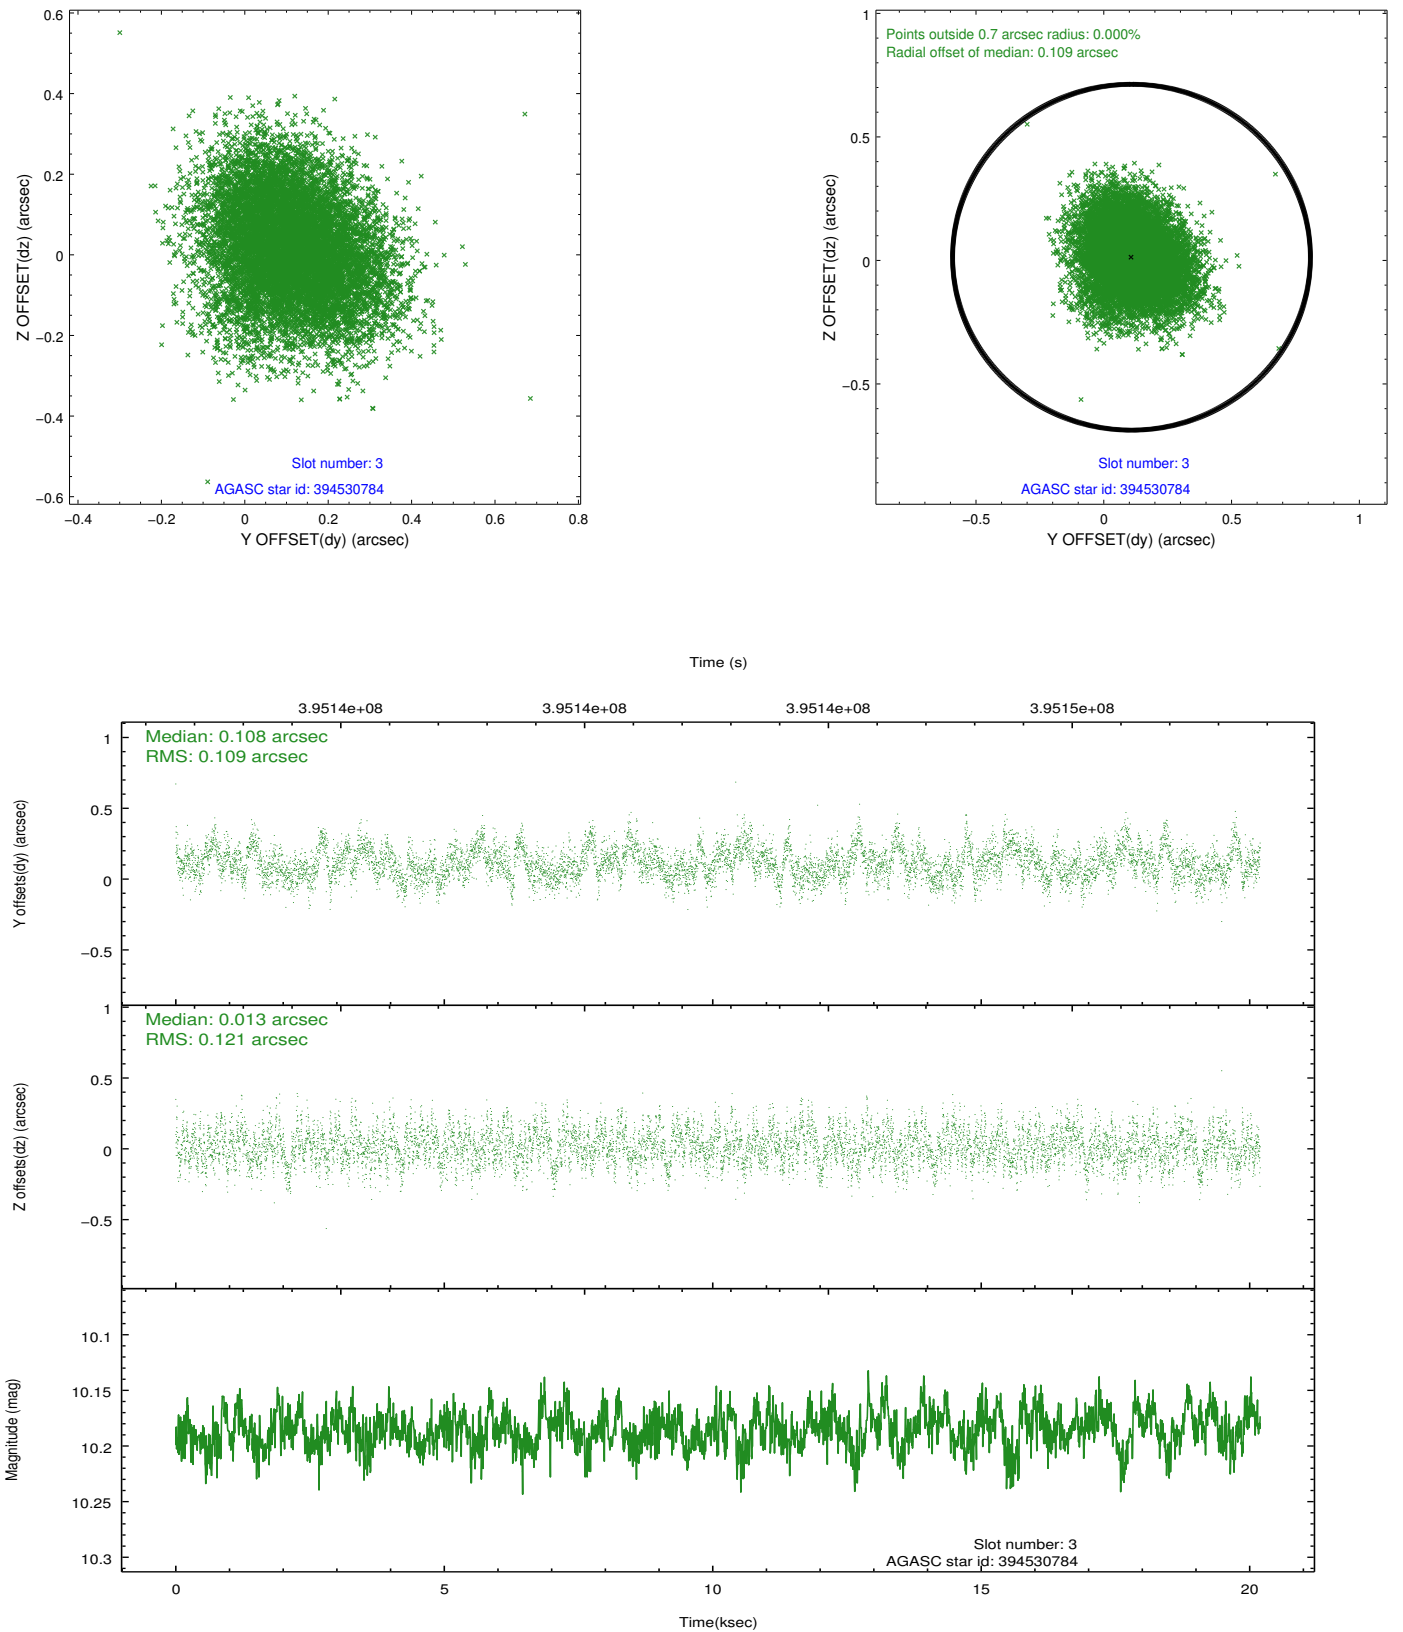 0.6
0.4
0.2
0
−0.2
−0.4
−0.6
Z OFFSET(dz) (arcsec)
Slot number: 3
AGASC star id: 394530784
−0.4 −0.2 0 0.2 0.4 0.6 0.8
Y OFFSET(dy) (arcsec)
Points outside 0.7 arcsec radius: 0.000%
Radial offset of median: 0.109 arcsec
1
0.5
0
−0.5
Z OFFSET(dz) (arcsec)
Slot number: 3
AGASC star id: 394530784
−0.5 0 0.5 1
Y OFFSET(dy) (arcsec)
Time (s)
3.9514e+08 3.9514e+08 3.9514e+08 3.9515e+08
Median: 0.108 arcsec
RMS: 0.109 arcsec
1
0.5
0
−0.5
Y offsets(dy) (arcsec)
Median: 0.013 arcsec
RMS: 0.121 arcsec
1
0.5
0
−0.5
Z offsets(dz) (arcsec)
10.1
10.15
10.2
10.25
10.3
Magnitude (mag)
Slot number: 3
AGASC star id: 394530784
0 5 10 15 20
Time(ksec)